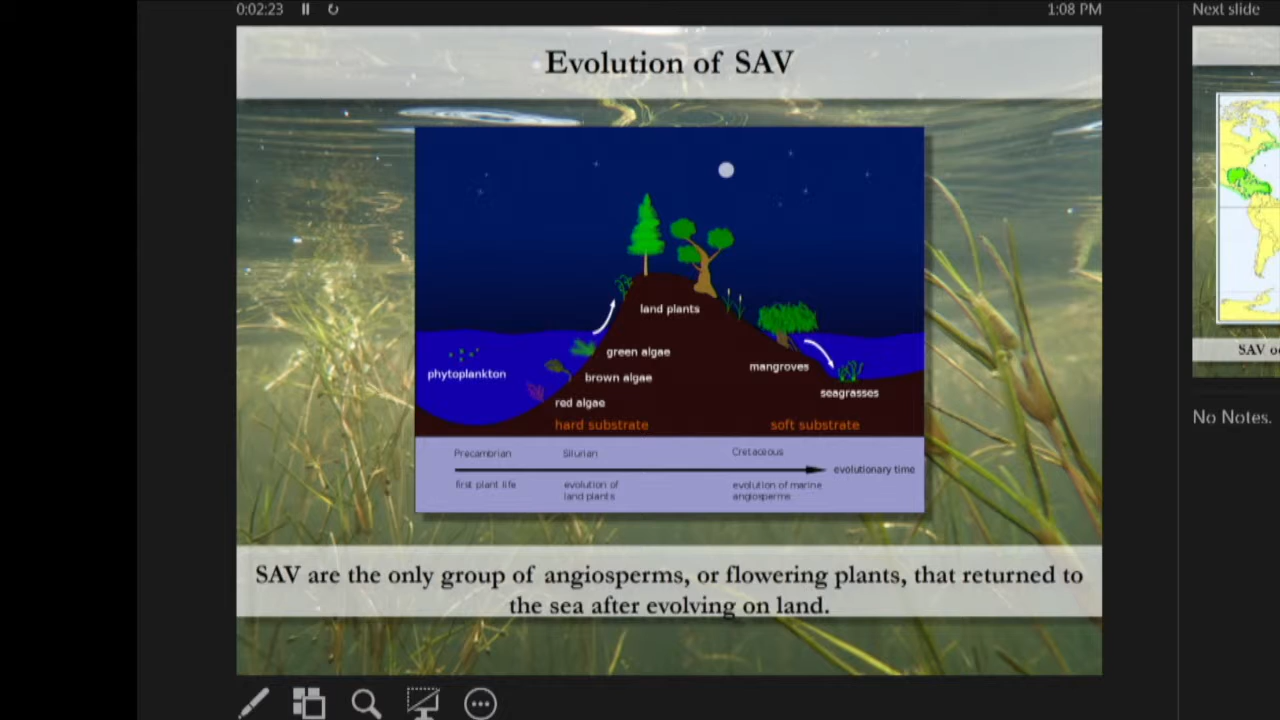 0:02:23
1:08 PM
Next slide
Evolution of SAV
land plants
green algae
phytoplankton
brown algae
red algae
mangroves
seagrasses
hard substrate
soft substrate
Precambrian
Silurian
Cretaceous
evolutionary time
first plant life
evolution of
land plants
evolution of marine
angiosperms
SAV are the only group of angiosperms, or flowering plants, that returned to
the sea after evolving on land.
SAV
No Notes.